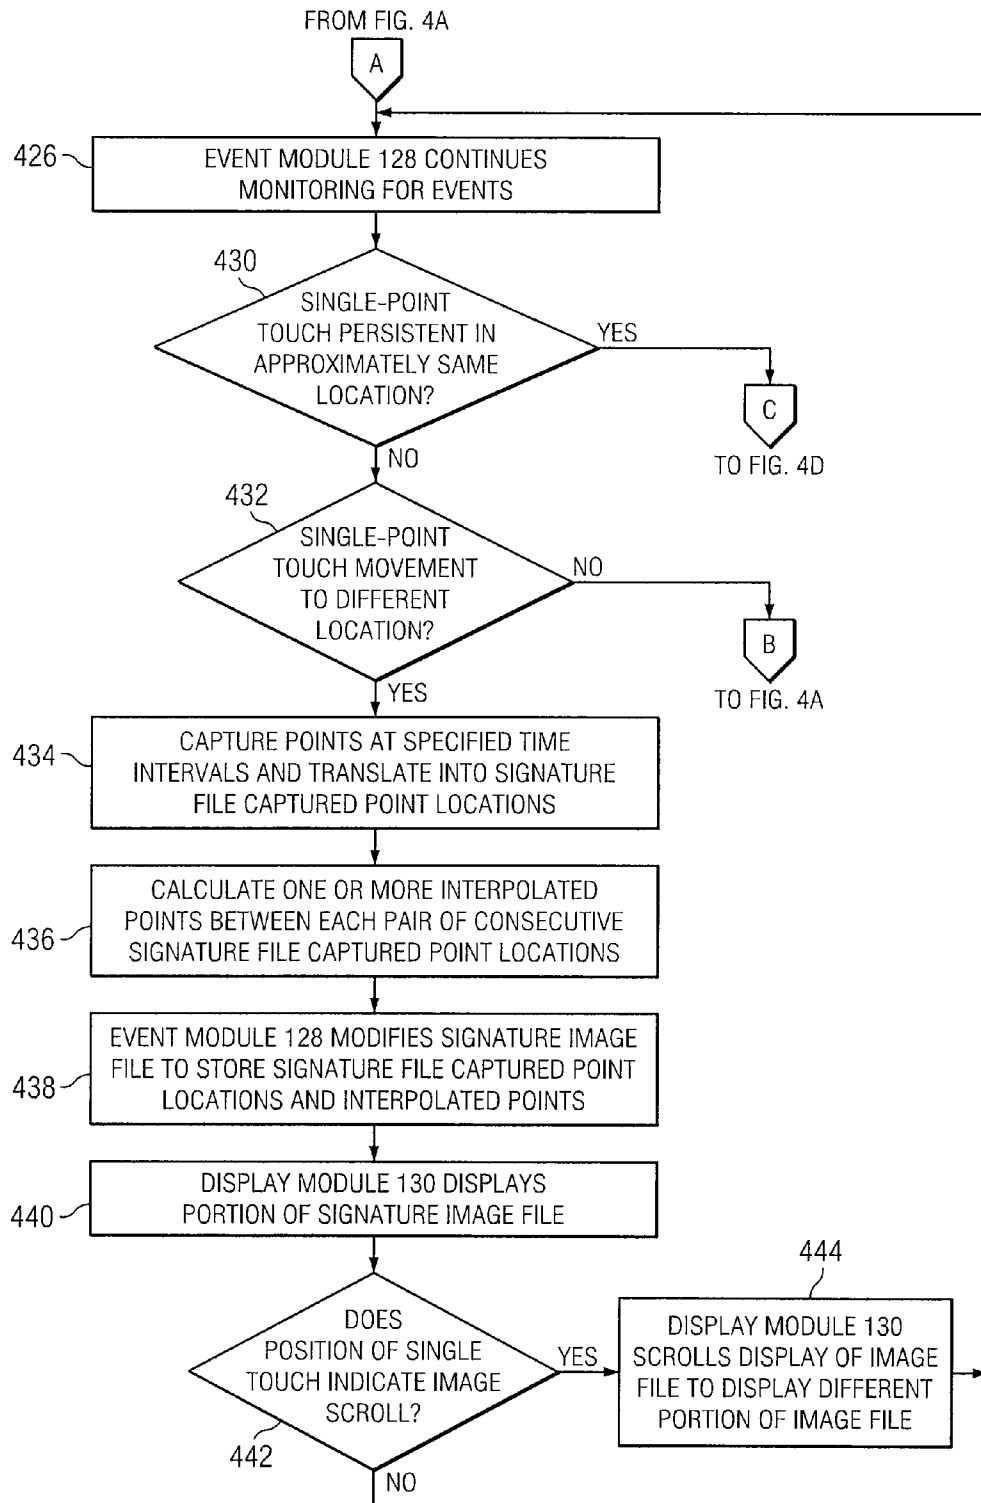 FROM FIG. 4A
A
426
EVENT MODULE 128 CONTINUES
MONITORING FOR EVENTS
430
SINGLE-POINT
TOUCH PERSISTENT IN
APPROXIMATELY SAME
LOCATION?
YES
C
TO FIG. 4D
NO
432
SINGLE-POINT
TOUCH MOVEMENT
TO DIFFERENT
LOCATION?
NO
B
TO FIG. 4A
YES
434
CAPTURE POINTS AT SPECIFIED TIME
INTERVALS AND TRANSLATE INTO SIGNATURE
FILE CAPTURED POINT LOCATIONS
436
CALCULATE ONE OR MORE INTERPOLATED
POINTS BETWEEN EACH PAIR OF CONSECUTIVE
SIGNATURE FILE CAPTURED POINT LOCATIONS
438
EVENT MODULE 128 MODIFIES SIGNATURE IMAGE
FILE TO STORE SIGNATURE FILE CAPTURED POINT
LOCATIONS AND INTERPOLATED POINTS
440
DISPLAY MODULE 130 DISPLAYS
PORTION OF SIGNATURE IMAGE FILE
442
DOES
POSITION OF SINGLE
TOUCH INDICATE IMAGE
SCROLL?
YES
444
DISPLAY MODULE 130
SCROLLS DISPLAY OF IMAGE
FILE TO DISPLAY DIFFERENT
PORTION OF IMAGE FILE
NO